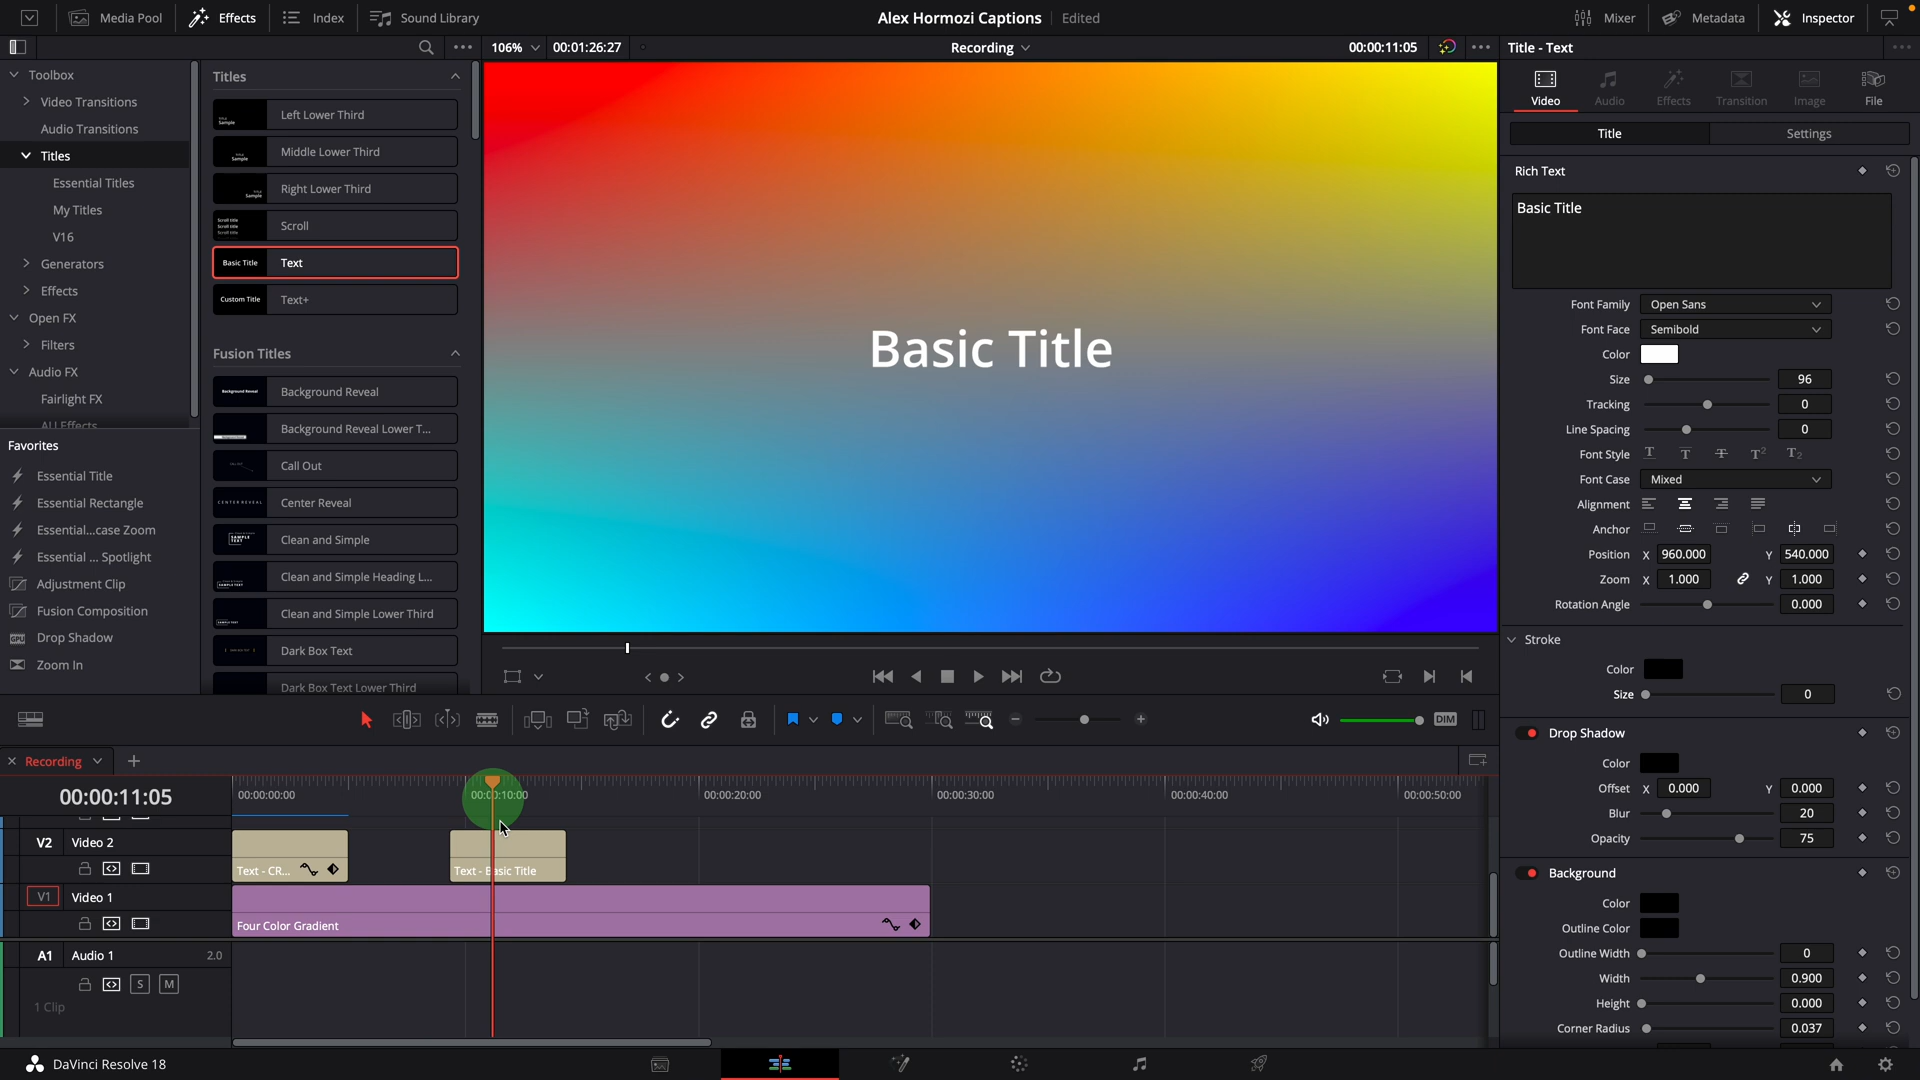 Media Pool
Effects
Index
Sound Library
Alex Hormozi Captions
Edited
Mixer
Metadata
Inspector
106%
00:01:26:27
Recording
00:00:11:05
Title - Text
Toolbox
Video Transitions
Audio Transitions
Titles
Essential Titles
My Titles
V16
Generators
Effects
Open FX
Filters
Audio FX
Fairlight FX
All Effects
Favorites
Essential Title
Essential Rectangle
Essential...case Zoom
Essential ... Spotlight
Adjustment Clip
Fusion Composition
Drop Shadow
Zoom In
Titles
Left Lower Third
Middle Lower Third
Right Lower Third
Scroll
Basic Title
Text
Custom Title
Text+
Fusion Titles
Background Reveal
Background Reveal Lower T...
Call Out
Center Reveal
Clean and Simple
Clean and Simple Heading L...
Clean and Simple Lower Third
Dark Box Text
Dark Box Text Lower Third
Basic Title
Video
Audio
Effects
Transition
Image
File
Title
Settings
Rich Text
Basic Title
Font Family Open Sans
Font Face Semibold
Color
Size 96
Tracking 0
Line Spacing 0
Font Style T T T T2 T2
Font Case Mixed
Alignment
Anchor
Position X 960.000 Y 540.000
Zoom X 1.000 Y 1.000
Rotation Angle 0.000
Stroke
Color
Size 0
Drop Shadow
Color
Offset X 0.000 Y 0.000
Blur 20
Opacity 75
Background
Color
Outline Color
Outline Width 0
Width 0.900
Height 0.000
Corner Radius 0.037
DIM
Recording
00:00:11:05
00:00:00:00
00:00:10:00
00:00:20:00
00:00:30:00
00:00:40:00
00:00:50:00
V2 Video 2
Text - CR...
Text - Basic Title
V1 Video 1
Four Color Gradient
A1 Audio 1 2.0
S M
1 Clip
DaVinci Resolve 18